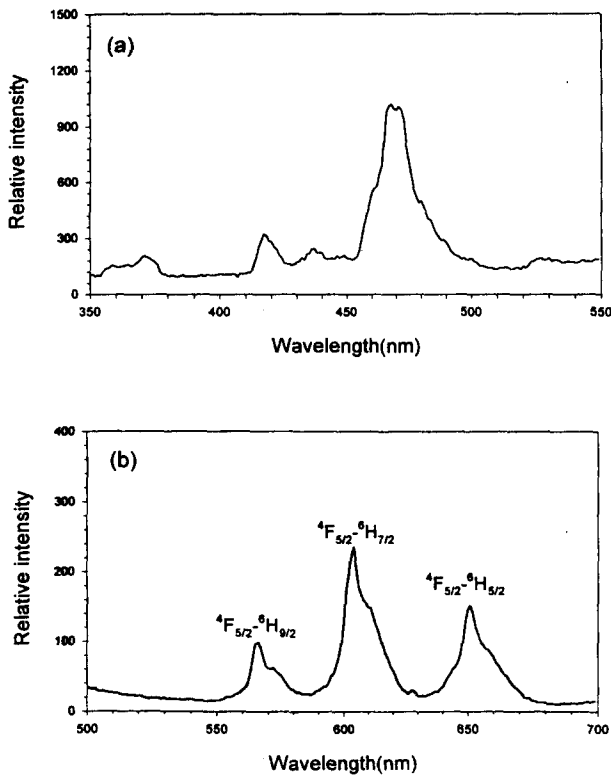 (a)
Relative intensity
1500
1200
900
600
300
0
350 400 450 500 550
Wavelength(nm)
(b)
Relative intensity
400
300
200
100
0
⁴F₅/₂-⁶H₉/₂
⁴F₅/₂-⁶H₇/₂
⁴F₅/₂-⁶H₅/₂
500 550 600 650 700
Wavelength(nm)